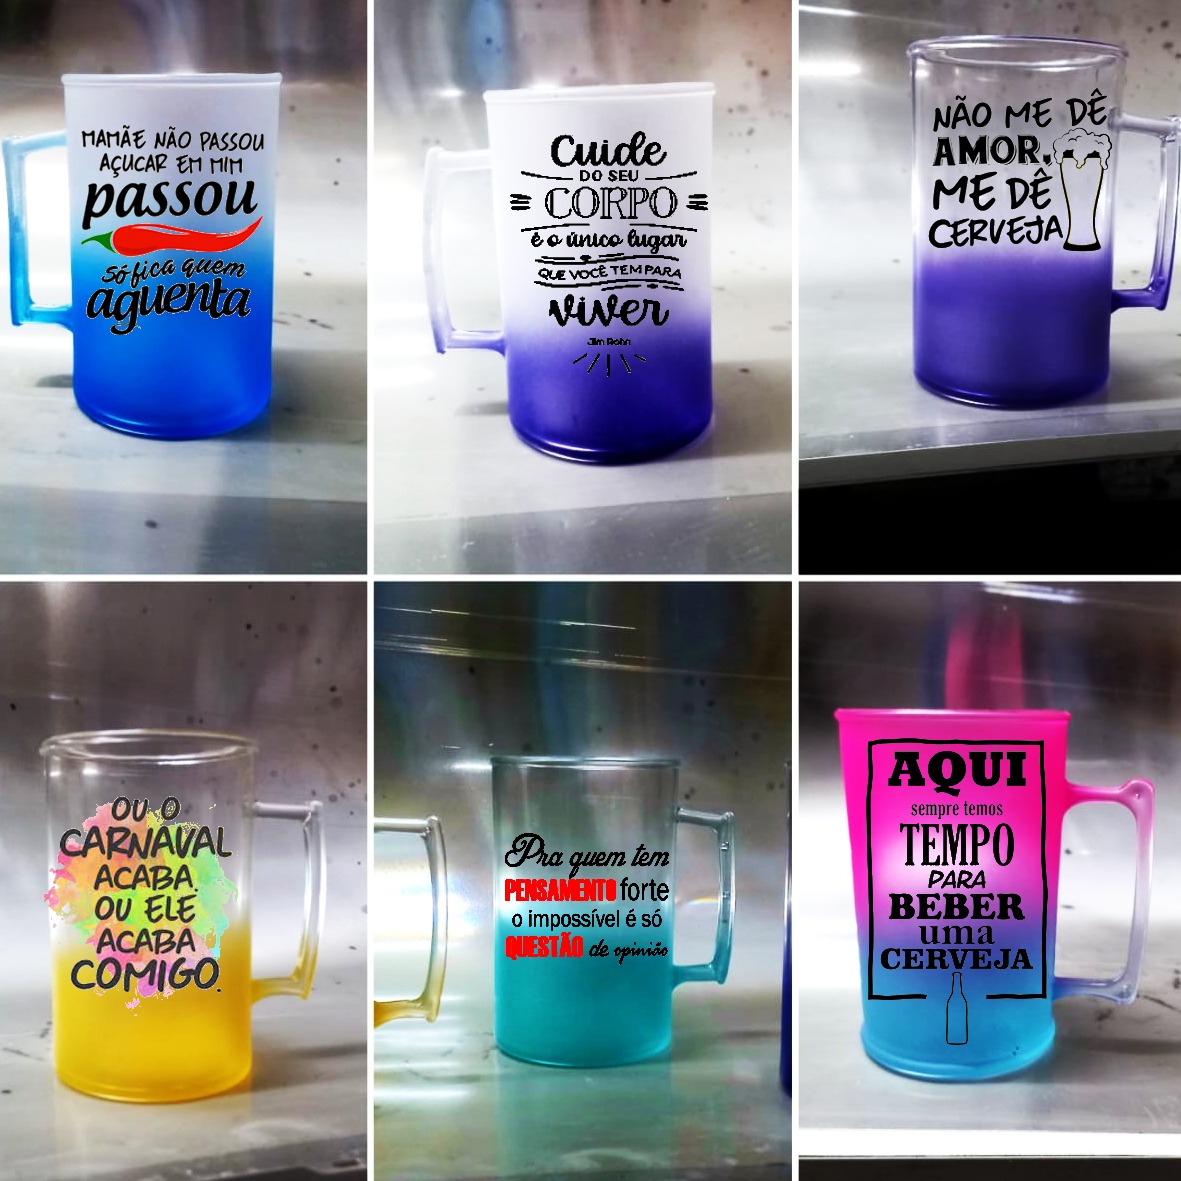 MAMÃE NÃO PASSOU
AÇUCAR EM MIM
passou
Só fica quem
aguenta
Cuide
DO SEU
CORPO
é o único lugar
QUE VOCÊ TEM PARA
viver
Jim Rohn
NÃO ME DÊ
AMOR,
ME DÊ
CERVEJA
OU O
CARNAVAL
ACABA
OU ELE
ACABA
COMIGO.
Pra quem tem
PENSAMENTO forte
o impossível é só
QUESTÃO de opinião
AQUI
sempre temos
TEMPO
PARA
BEBER
uma
CERVEJA